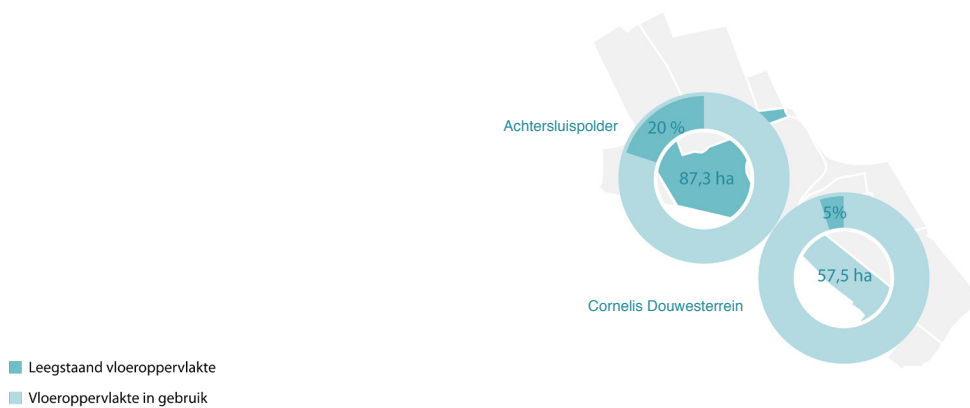 Achtersluispolder
20 %
87,3 ha
5%
57,5 ha
Cornelis Douwesterrein
Leegstaand vloeroppervlakte
Vloeroppervlakte in gebruik